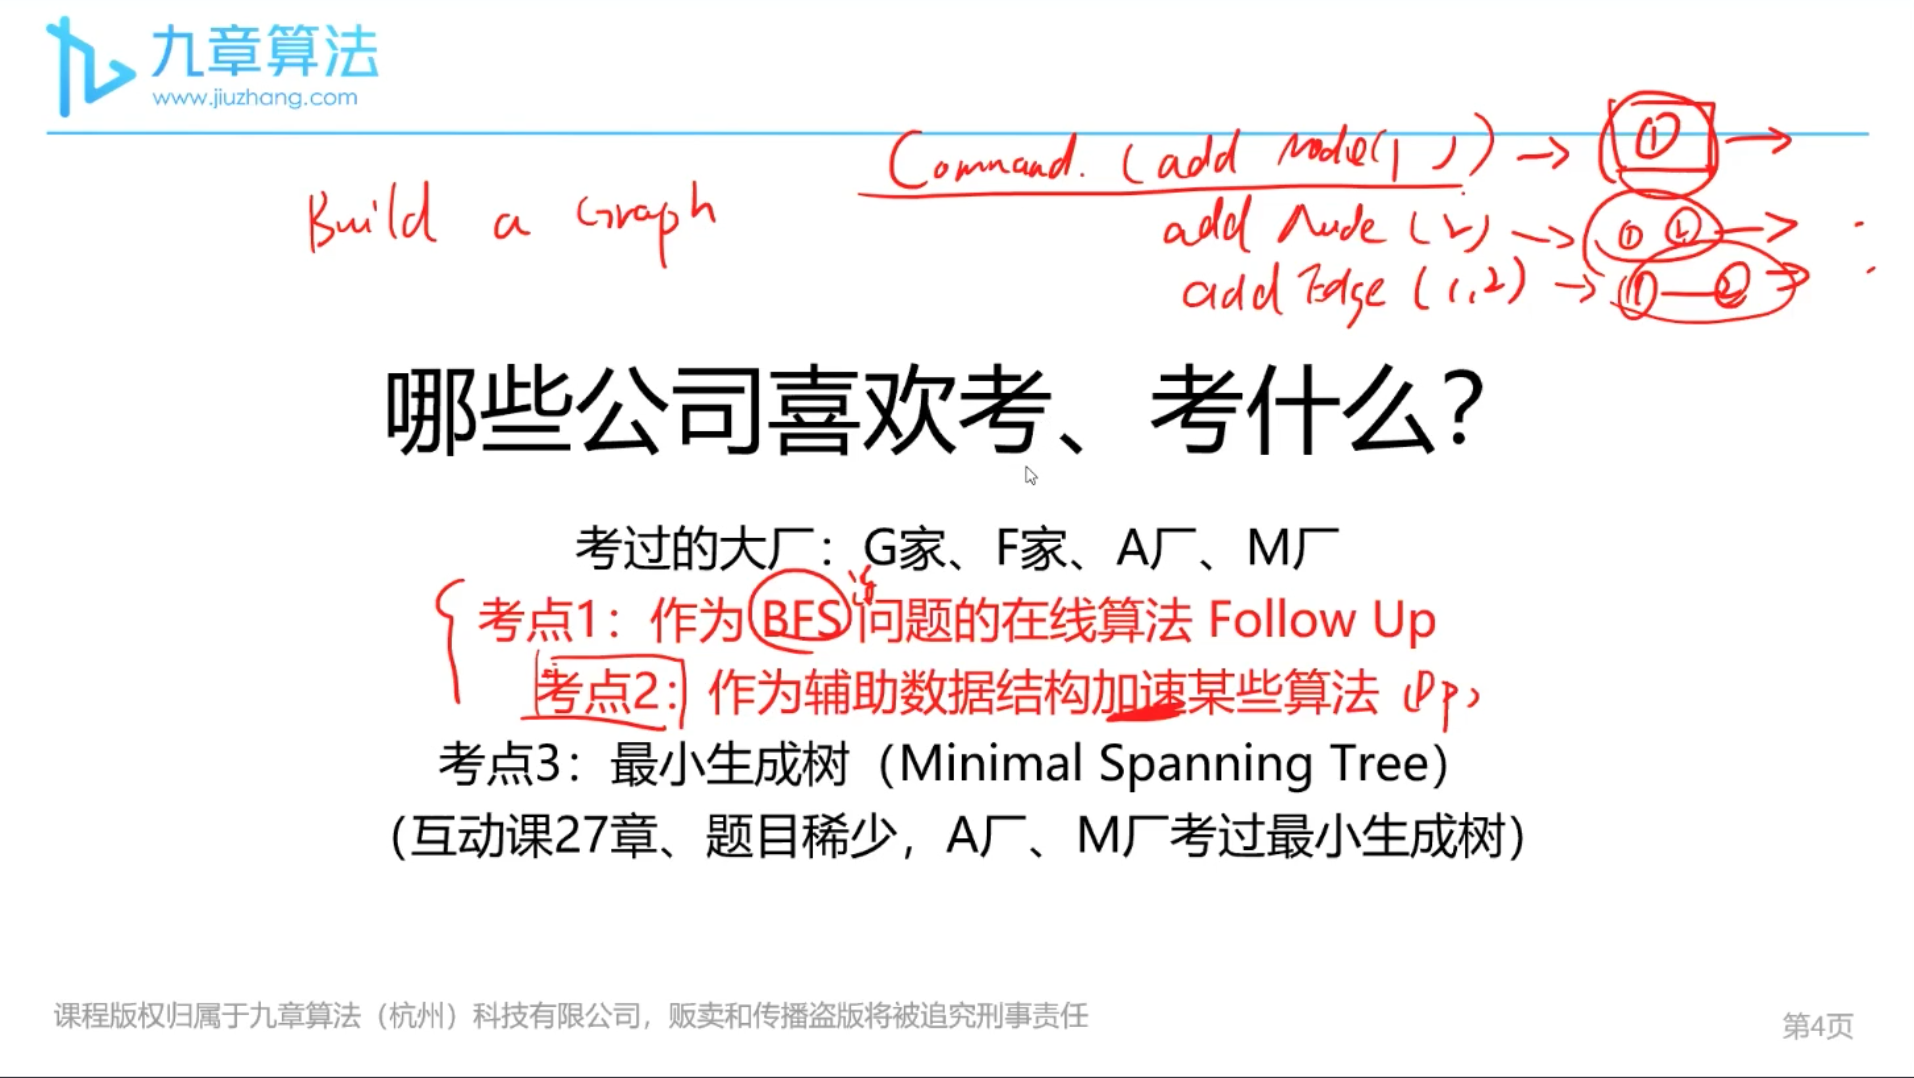 九章算法
www.jiuzhang.com
Command. (add Node(1))
Build a Graph
add Node (2)
① ②
add Edge (1,2)
① ②
哪些公司喜欢考、考什么？
考过的大厂：G家、F家、A厂、M厂
考点1：作为BFS问题的在线算法 Follow Up
考点2：作为辅助数据结构加速某些算法 (Pp)
考点3：最小生成树（Minimal Spanning Tree）
（互动课27章、题目稀少，A厂、M厂考过最小生成树）
课程版权归属于九章算法（杭州）科技有限公司，贩卖和传播盗版将被追究刑事责任
第4页